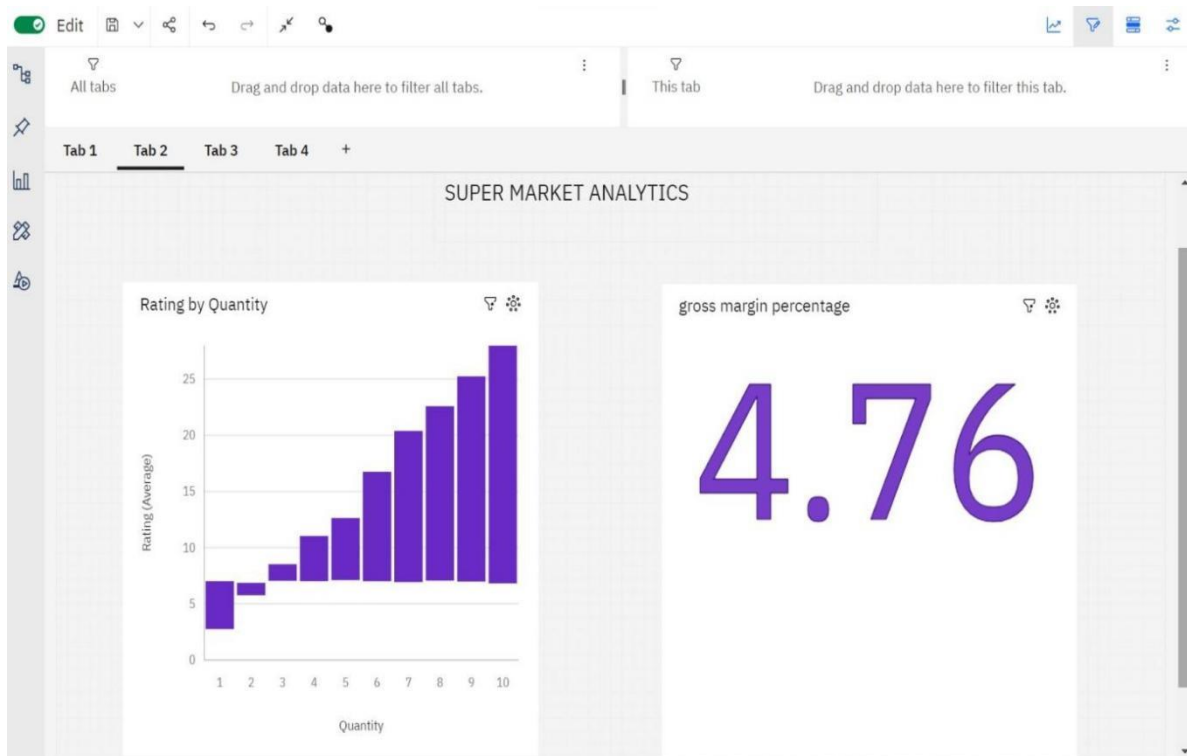 Edit
All tabs
Drag and drop data here to filter all tabs.
This tab
Drag and drop data here to filter this tab.
Tab 1 Tab 2 Tab 3 Tab 4 +
SUPER MARKET ANALYTICS
Rating by Quantity
25
20
15
10
5
0
Rating (Average)
1 2 3 4 5 6 7 8 9 10
Quantity
gross margin percentage
4.76